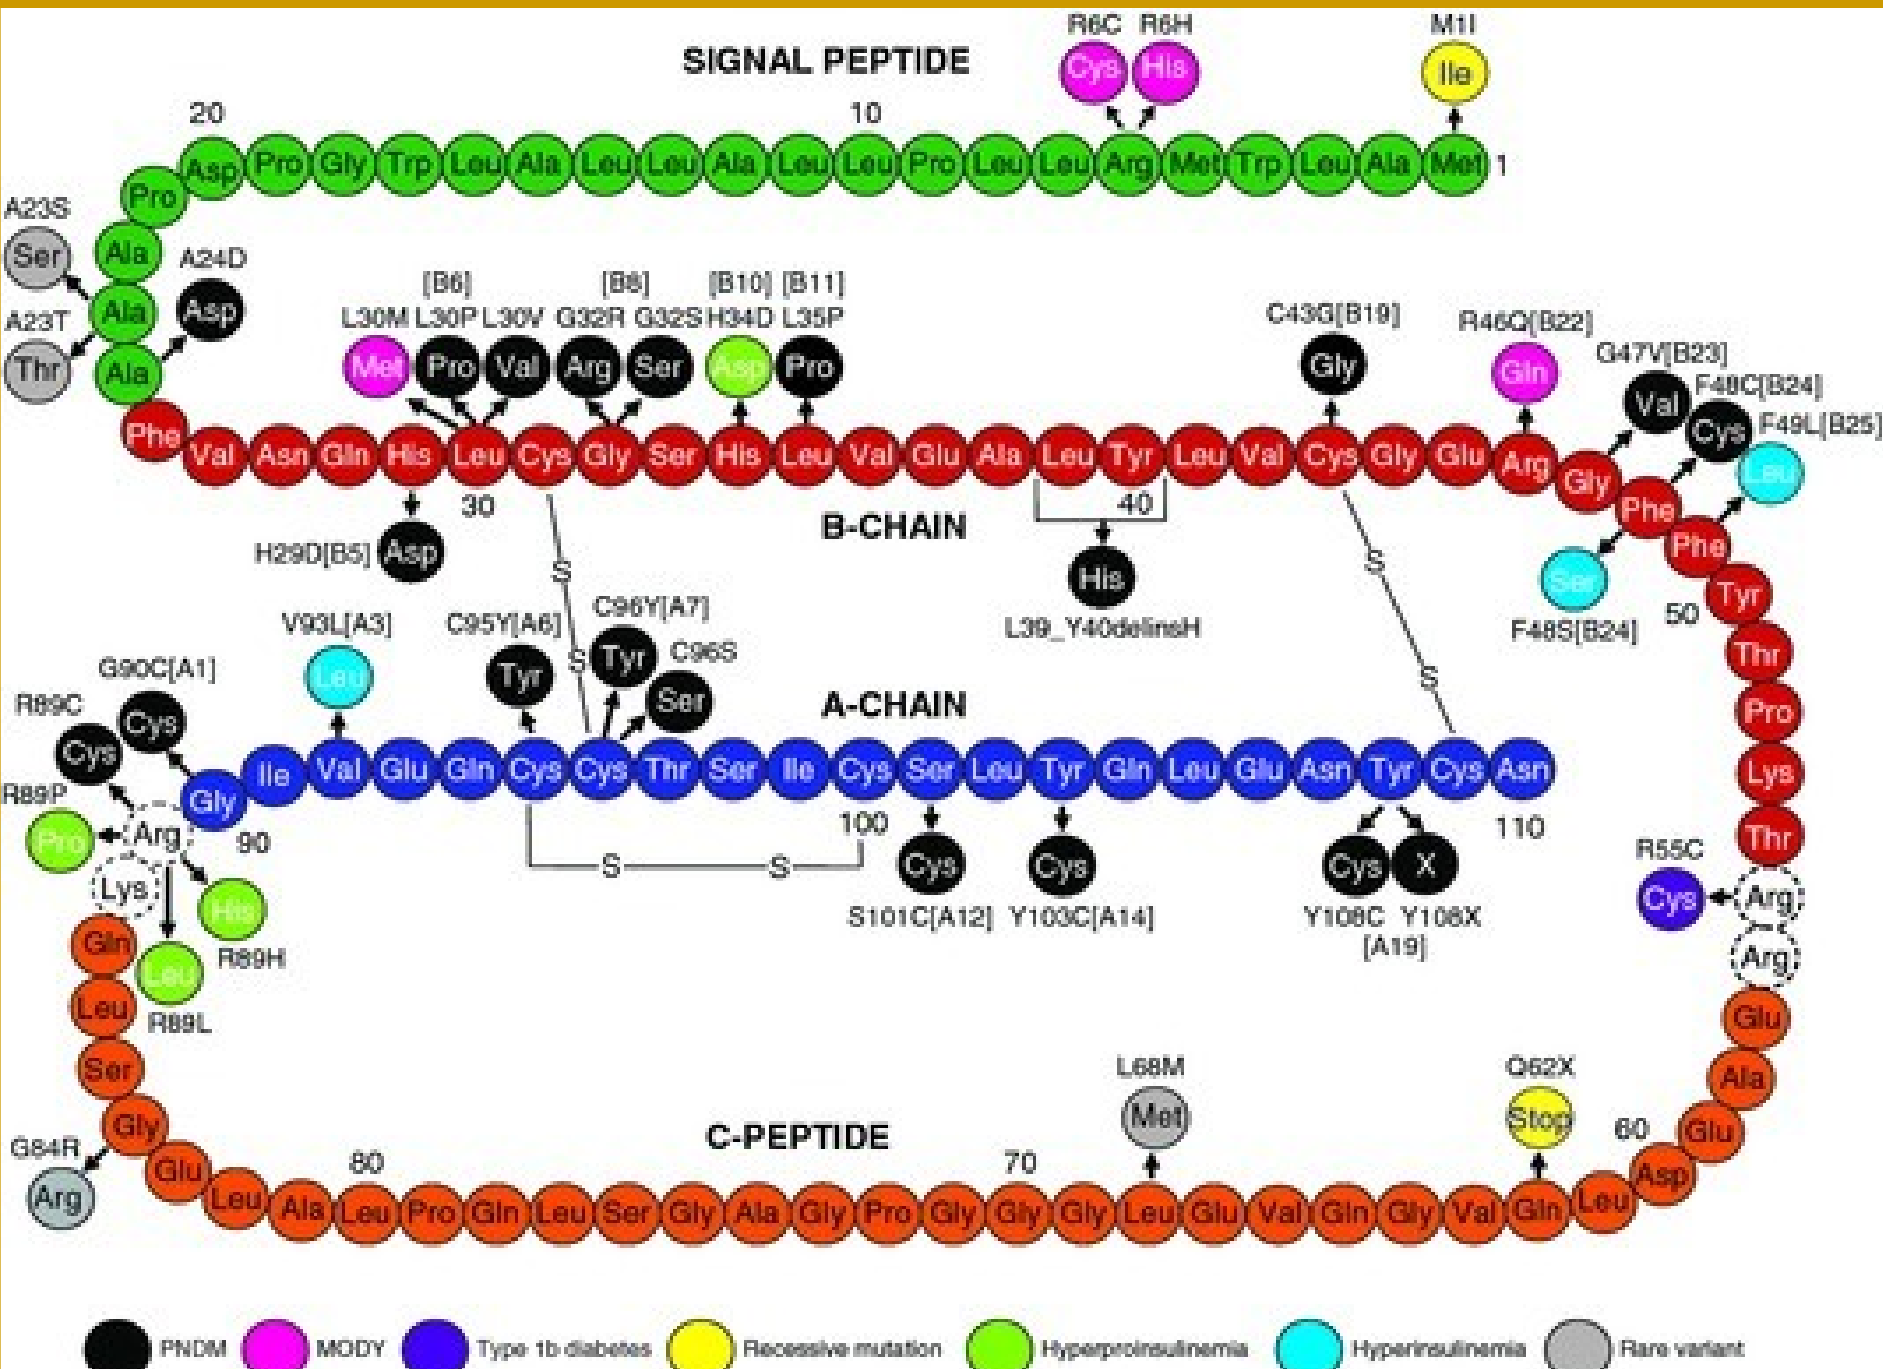 R6C R6H M1I
SIGNAL PEPTIDE Cys His Ile
20 10
Asp Pro Gly Trp Leu Ala Leu Leu Ala Leu Leu Pro Leu Leu Arg Met Trp Leu Ala Met 1
Pro
A23S
Ser Ala A24D
A23T Ala Asp
Thr Ala
[B6] [B8] [B10] [B11]
L30M L30P L30V G32R G32S H34D L35P C43G[B19] R46Q[B22]
Met Pro Val Arg Ser Asp Pro Gly Gln
G47V[B23]
Val F48C[B24]
Cys F49L[B25]
Leu
Phe Val Asn Gln His Leu Cys Gly Ser His Leu Val Glu Ala Leu Tyr Leu Val Cys Gly Glu Arg Gly Phe Phe Tyr Thr Pro Lys Thr
30 B-CHAIN 40 50
H29D[B5] Asp S His S Ser
L39_Y40delinsH F48S[B24]
V93L[A3] C95Y[A6] C96Y[A7]
Leu Tyr S Tyr C96S S
G90C[A1] Ser
R89C Cys A-CHAIN
Cys
Gly Ile Val Glu Gln Cys Cys Thr Ser Ile Cys Ser Leu Tyr Gln Leu Glu Asn Tyr Cys Asn
R89P
Pro Arg 90 100 110
S S Cys Cys Cys X
Lys His S101C[A12] Y103C[A14] Y108C Y108X
[A19]
R89H
Leu
R89L
R55C
Cys Arg
Arg
Glu
Ala
Glu
Asp
60
Gln
Leu
Ser
Gly
G84R
Arg
L68M Q62X
Met Stop
C-PEPTIDE
80 70
Glu Leu Ala Leu Pro Gln Leu Ser Gly Ala Gly Pro Gly Gly Gly Leu Glu Val Gln Gly Val Gln Leu
PNDM MODY Type 1b diabetes Recessive mutation Hyperproinsulinemia Hyperinsulinemia Rare variant